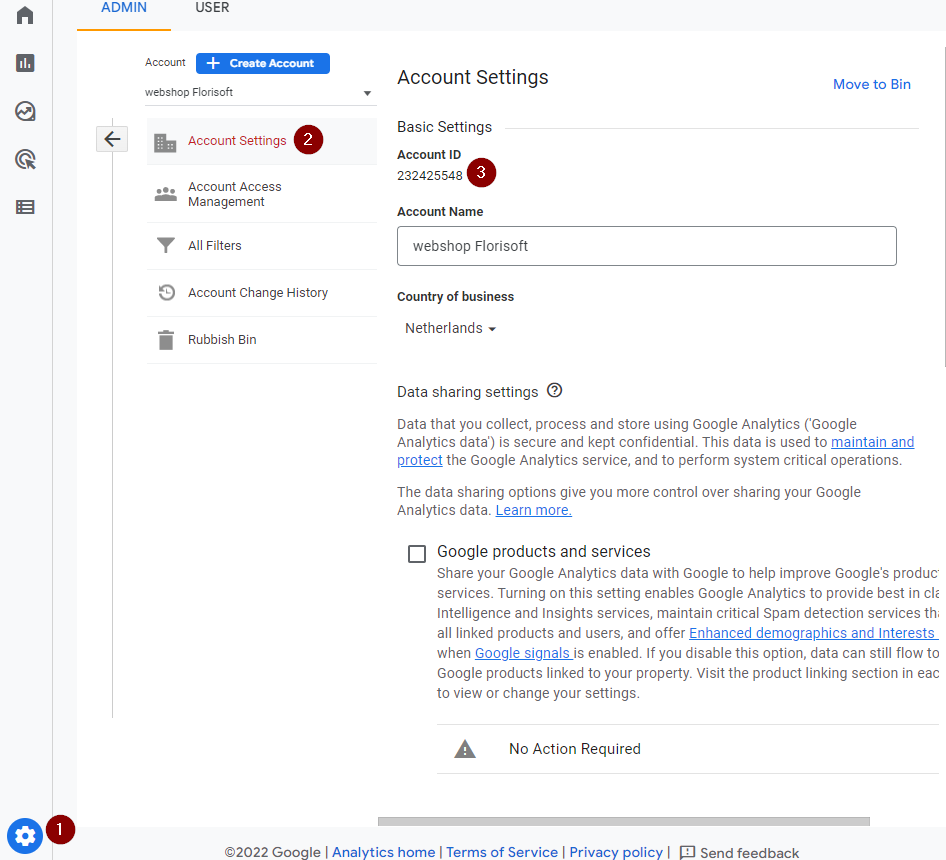 ADMIN USER
Account + Create Account
webshop Florisoft
Account Settings 2
Account Access
Management
All Filters
Account Change History
Rubbish Bin
1
Account Settings
Move to Bin
Basic Settings
Account ID
232425548 3
Account Name
webshop Florisoft
Country of business
Netherlands
Data sharing settings ?
Data that you collect, process and store using Google Analytics ('Google
Analytics data') is secure and kept confidential. This data is used to maintain and
protect the Google Analytics service, and to perform system critical operations.
The data sharing options give you more control over sharing your Google
Analytics data. Learn more.
Google products and services
Share your Google Analytics data with Google to help improve Google's produc
services. Turning on this setting enables Google Analytics to provide best in cla
Intelligence and Insights services, maintain critical Spam detection services tha
all linked products and users, and offer Enhanced demographics and Interests
when Google signals is enabled. If you disable this option, data can still flow to
Google products linked to your property. Visit the product linking section in eac
to view or change your settings.
No Action Required
©2022 Google | Analytics home | Terms of Service | Privacy policy | Send feedback